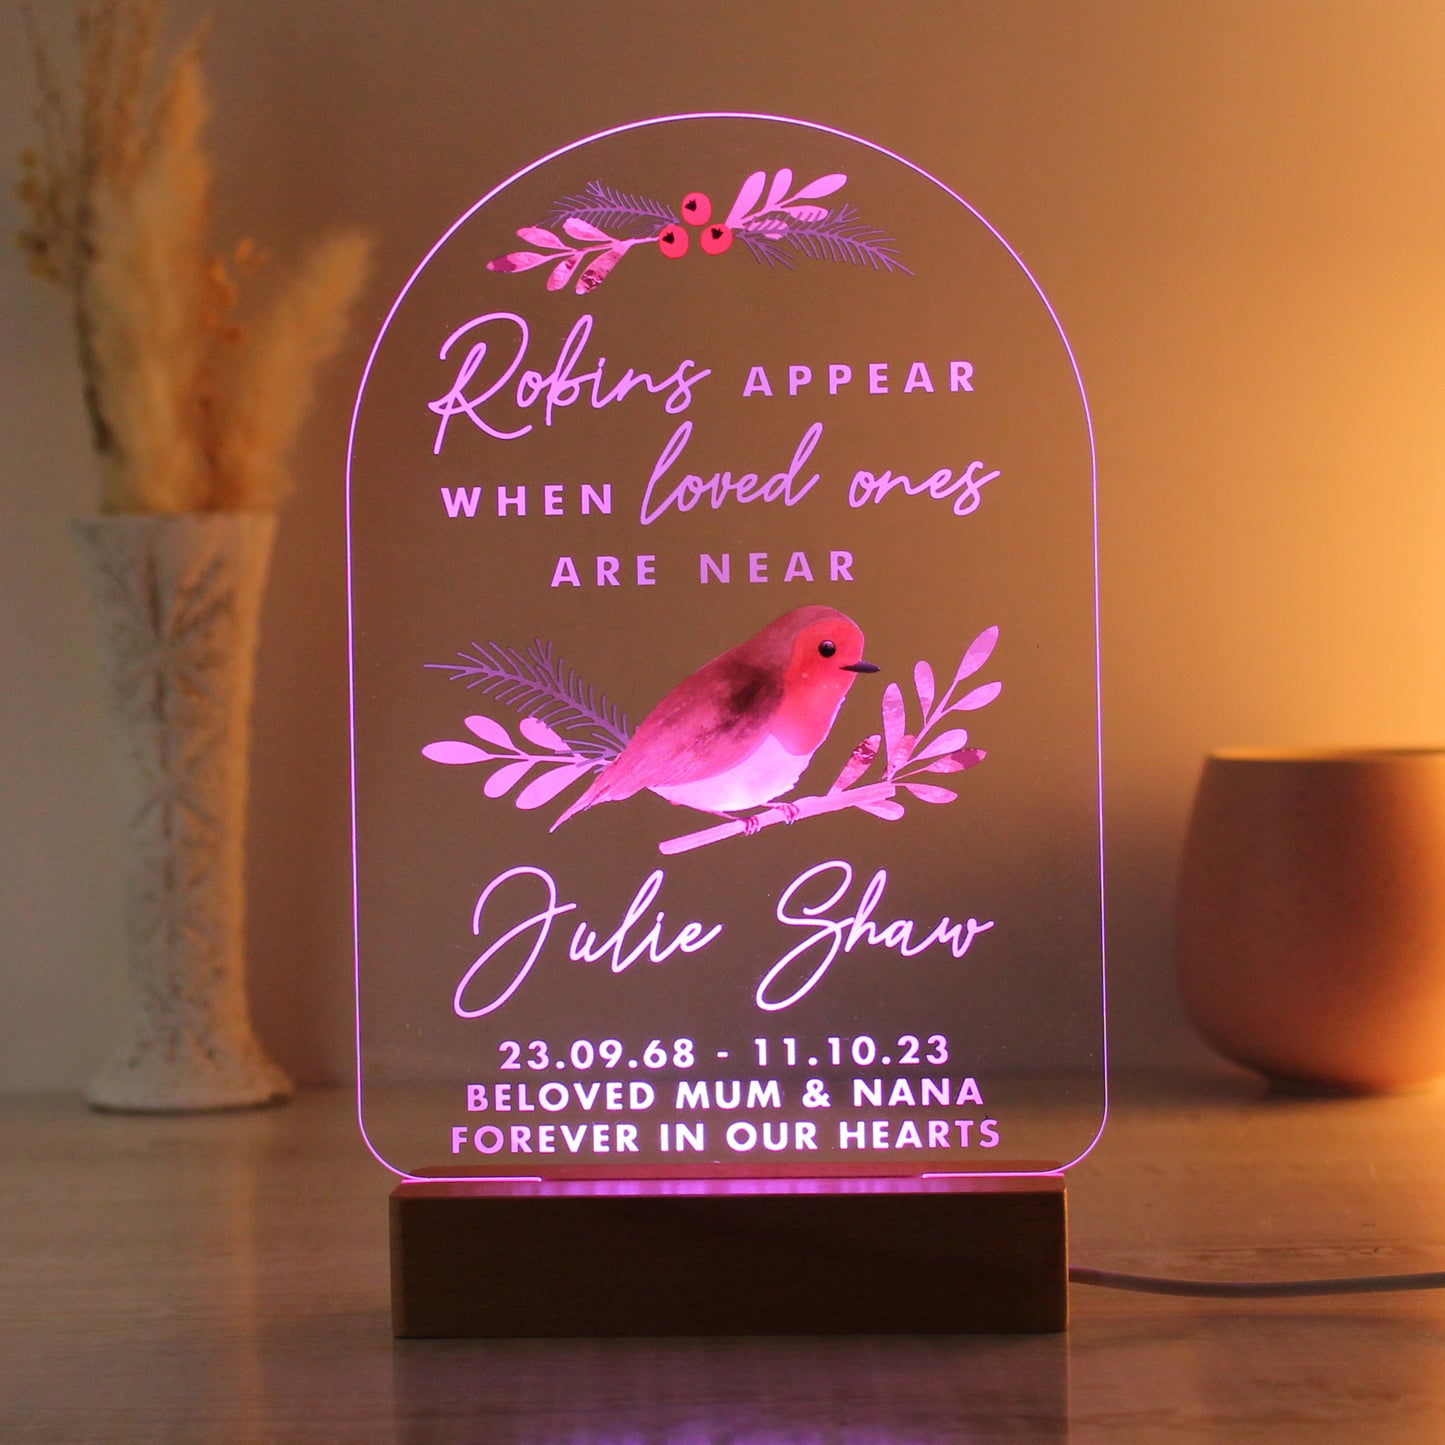 Robins APPEAR
WHEN loved ones
ARE NEAR
Julie Shaw
23.09.68 - 11.10.23
BELOVED MUM & NANA
FOREVER IN OUR HEARTS